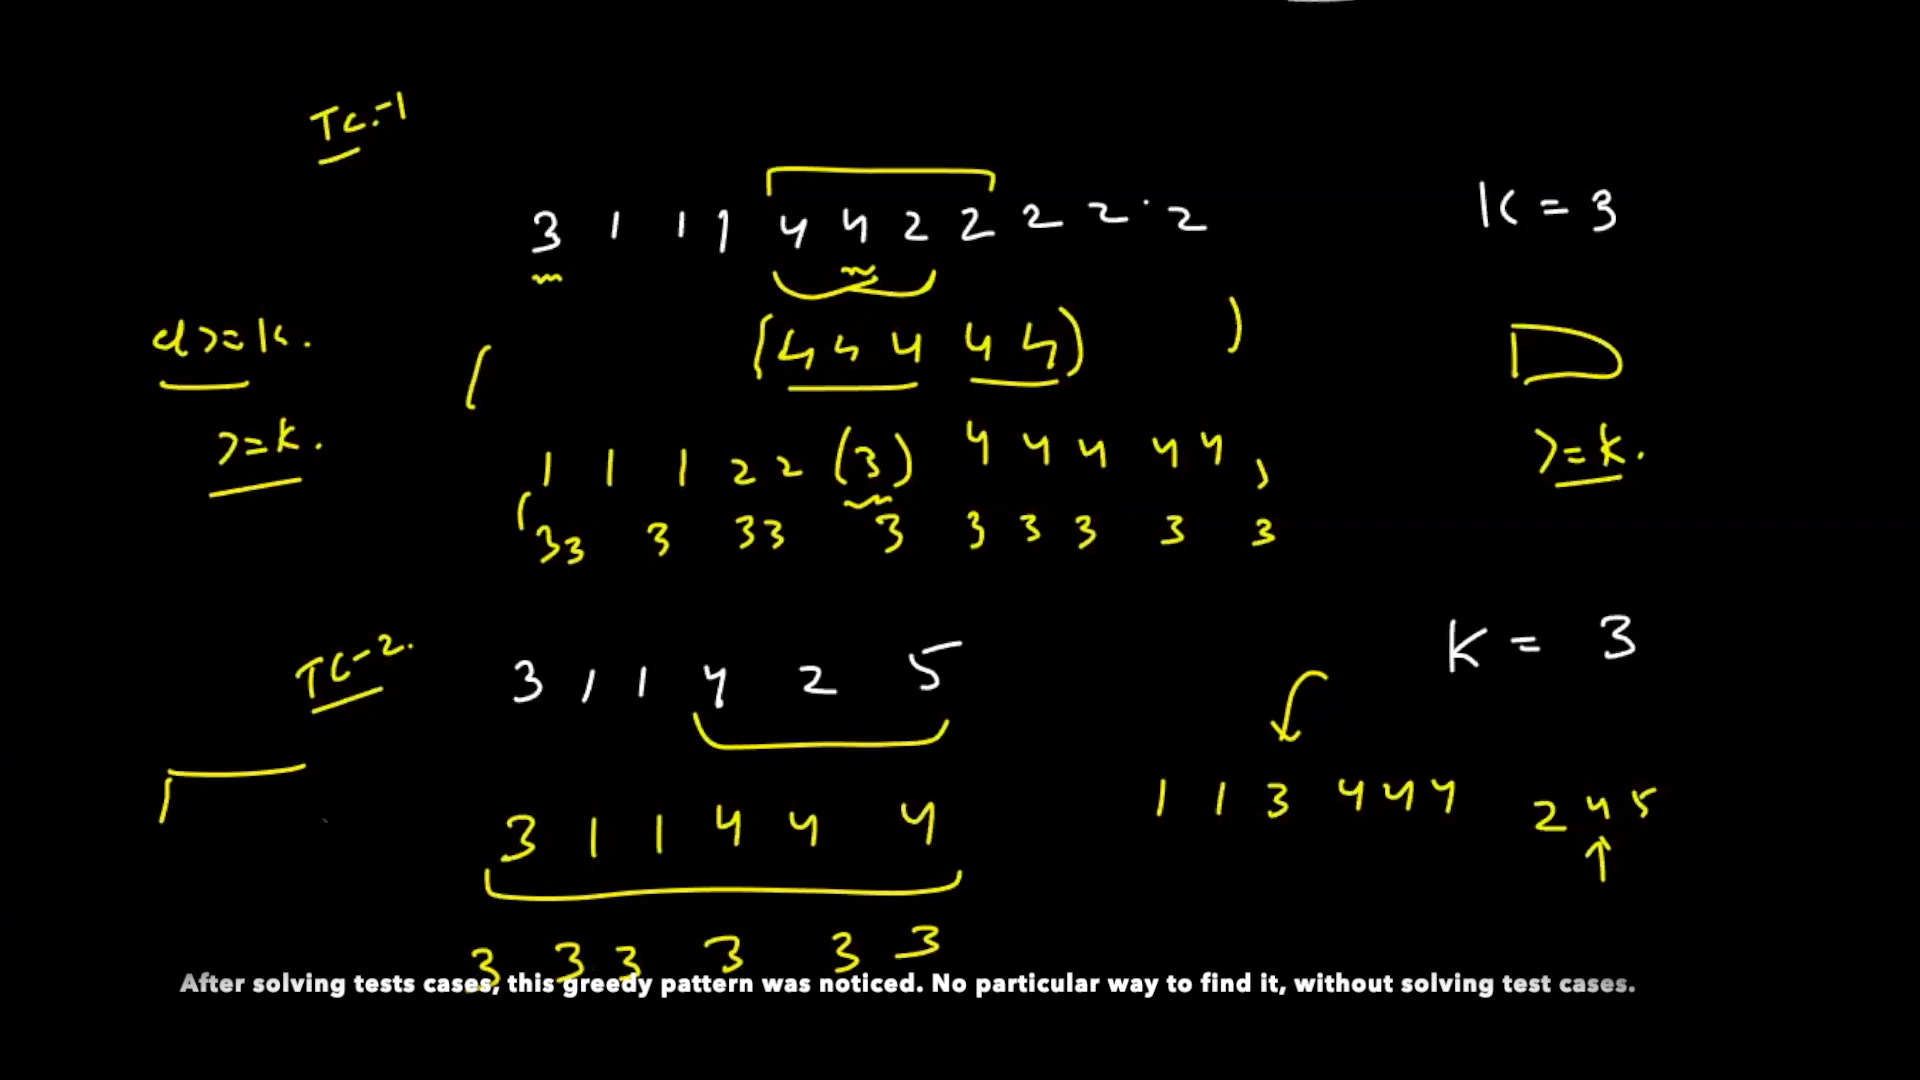 TC.-1
3 1 1 1 4 4 2 2 2 2 2
K = 3
el >= k.
(4 4 4 4 4)
>= k.
1 1 1 2 2 (3) 4 4 4 4 4
>= k.
33 3 33 3 3 3 3 3 3
TC-2.
3 1 1 4 2 5
K = 3
3 1 1 4 4 4
1 1 3 4 4 4
2 4 5
3 3 3 3 3 3
After solving tests cases, this greedy pattern was noticed. No particular way to find it, without solving test cases.